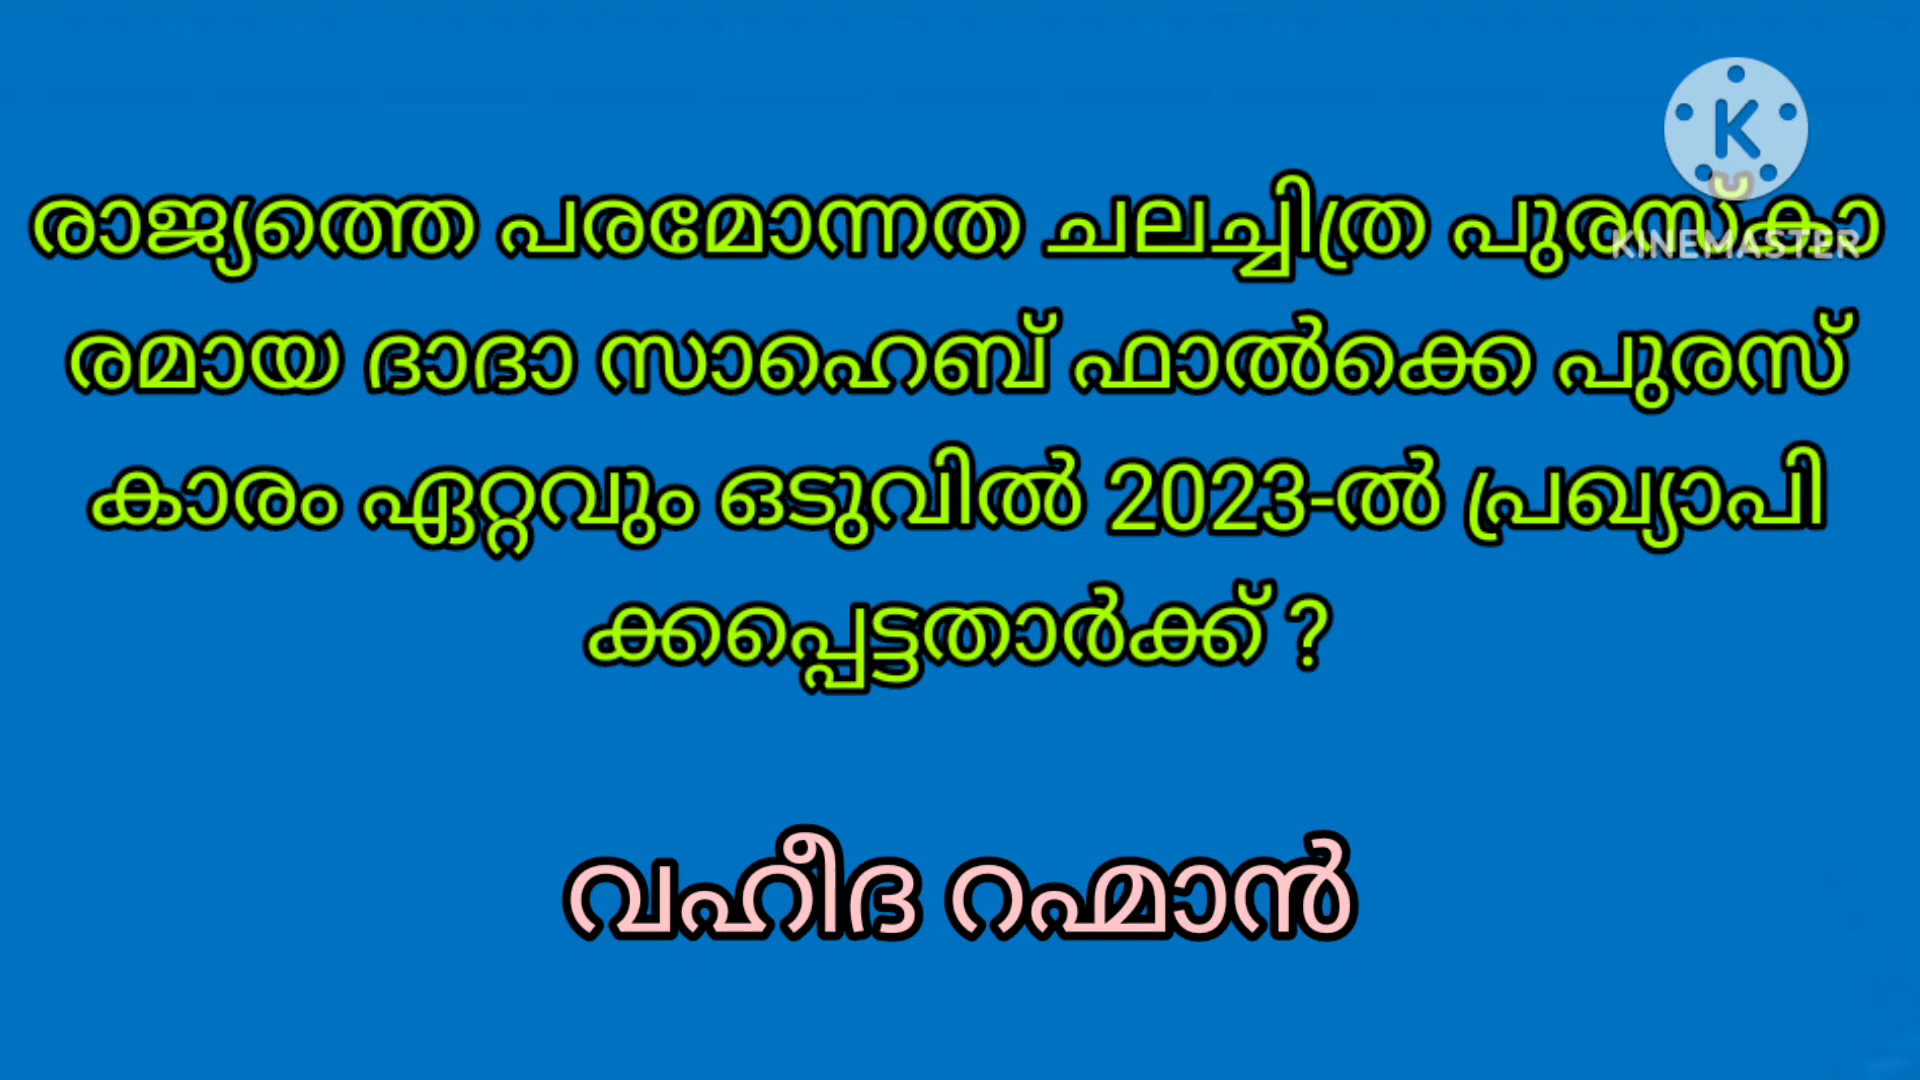 K
രാജ്യത്തെ പരമോന്നത ചലച്ചിത്ര പുരസ്കാ
KINEMASTER
രമായ ദാദാ സാഹെബ് ഫാൽക്കെ പുരസ്
കാരം ഏറ്റവും ഒടുവിൽ 2023-ൽ പ്രഖ്യാപി
ക്കപ്പെട്ടതാർക്ക് ?
വഹീദ റഹ്മാൻ